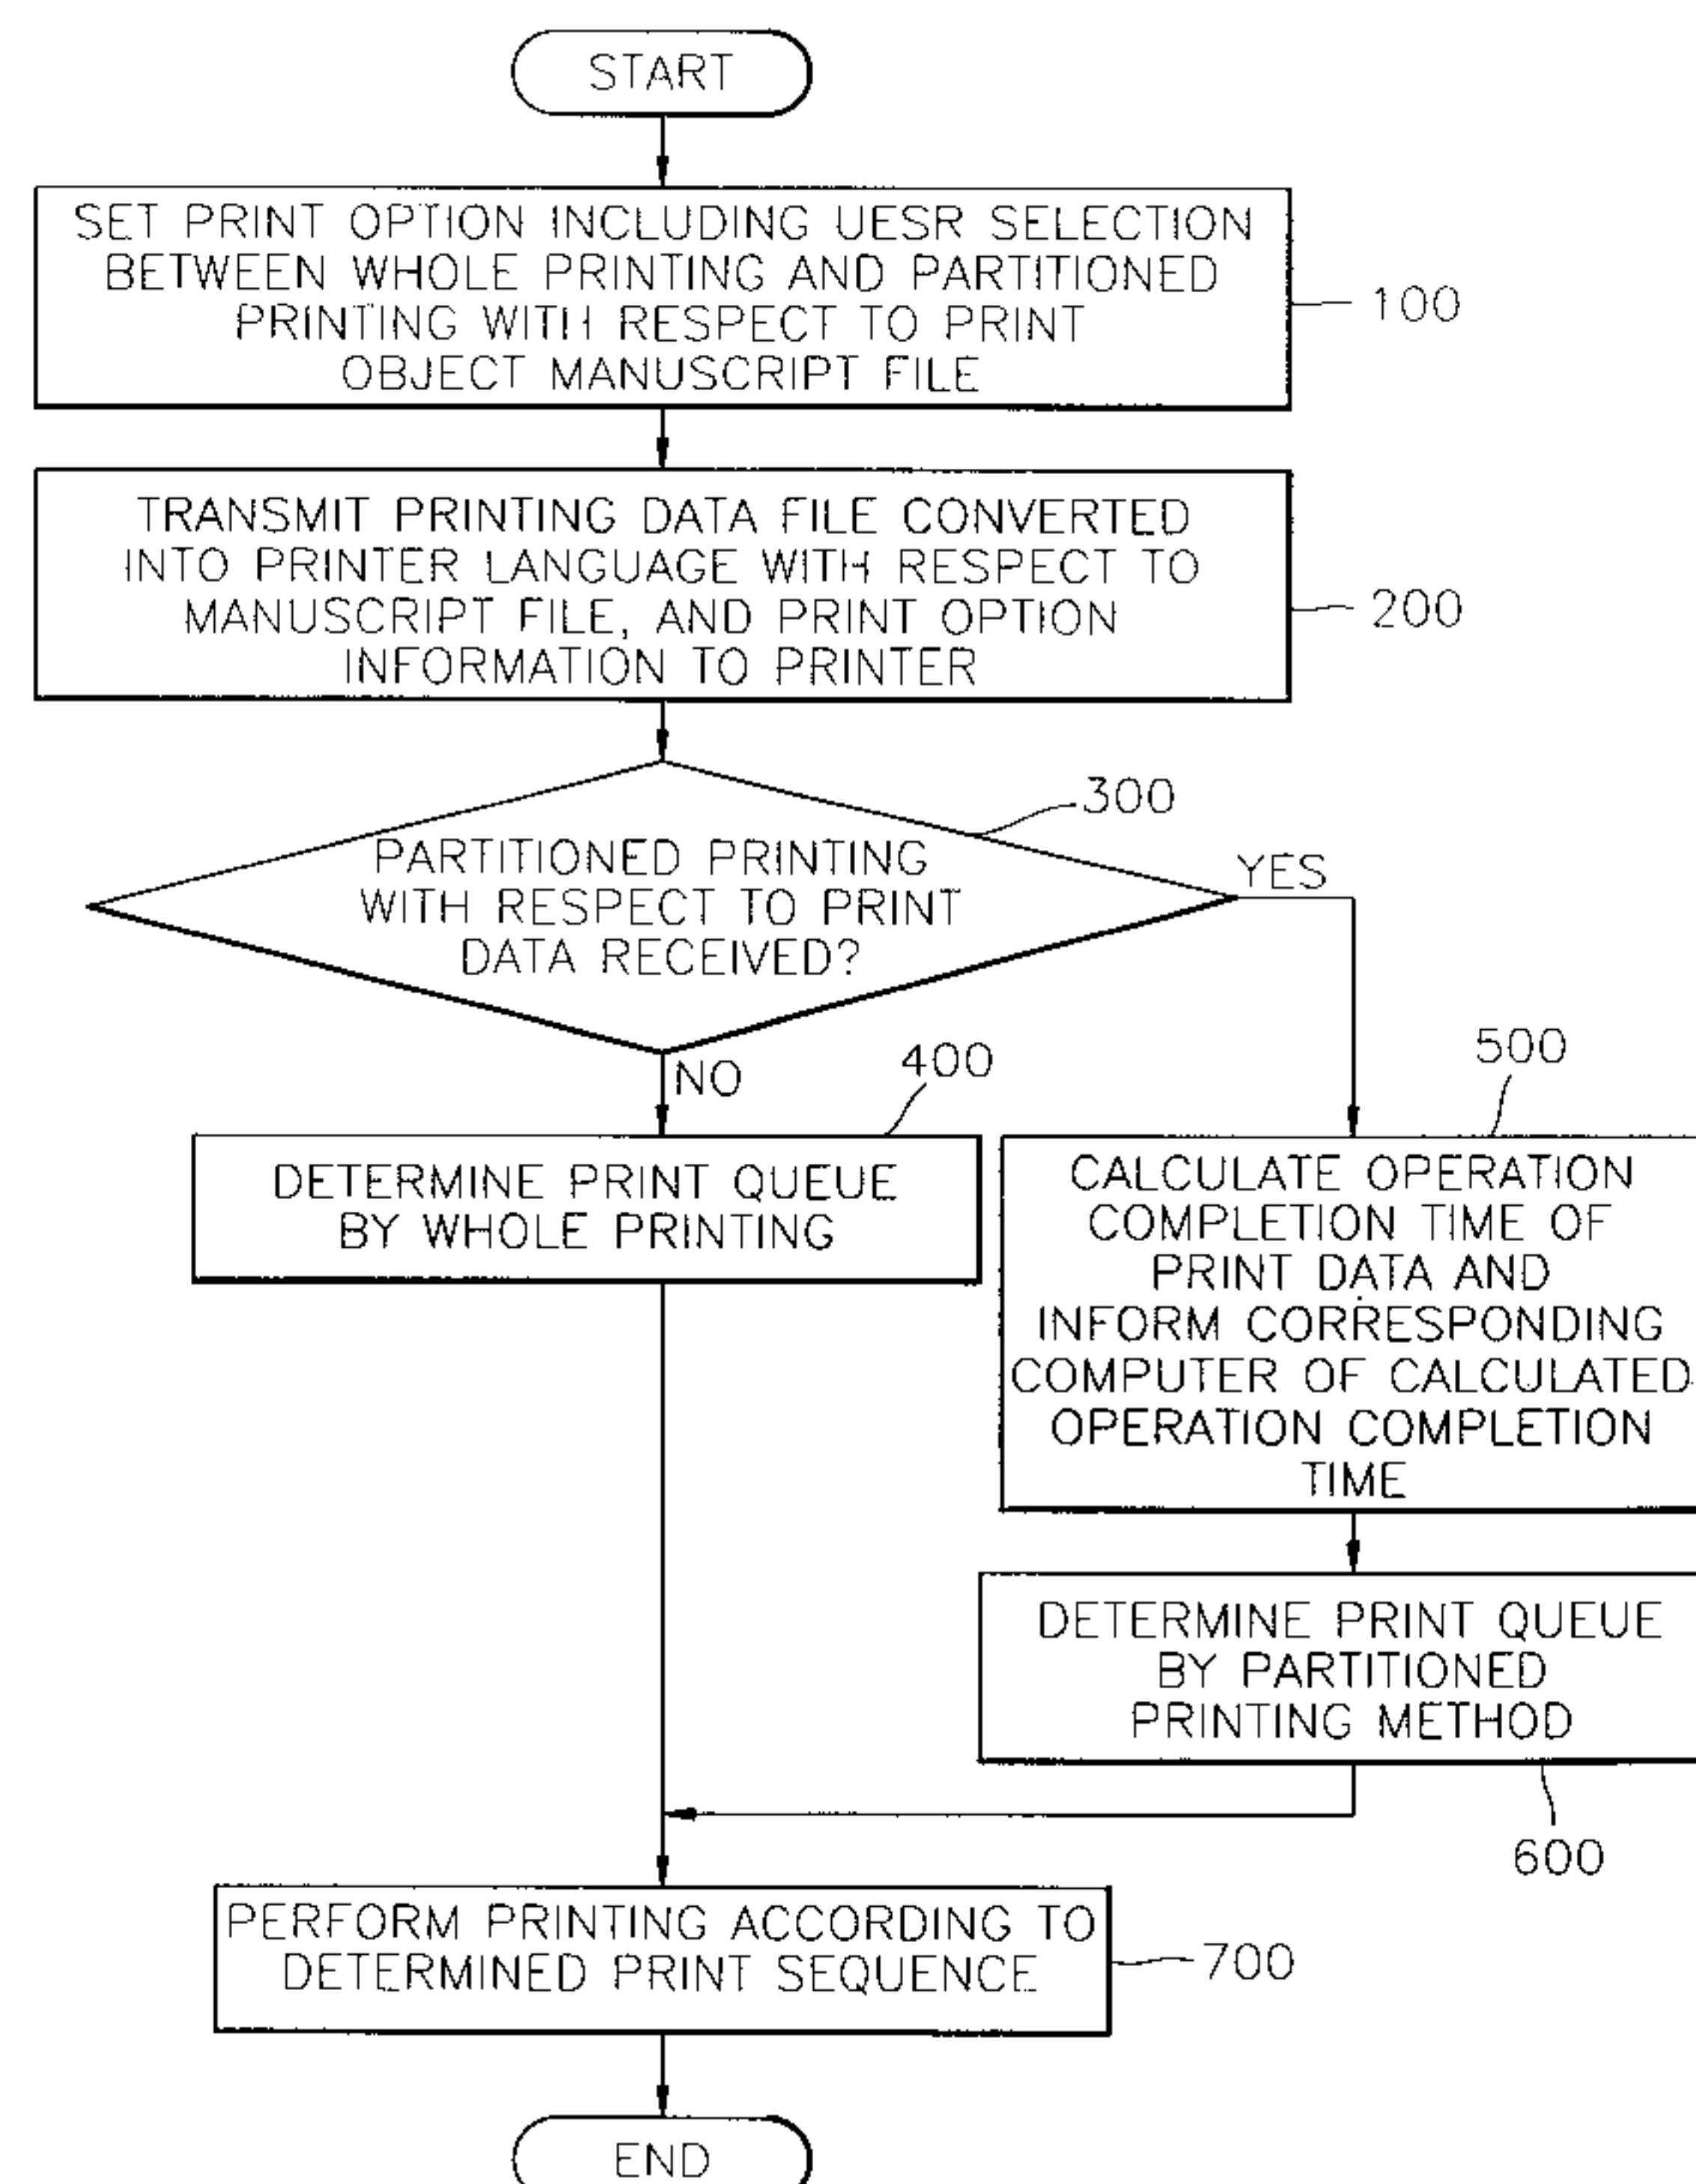 START
SET PRINT OPTION INCLUDING UESR SELECTION
BETWEEN WHOLE PRINTING AND PARTITIONED
PRINTING WITH RESPECT TO PRINT
OBJECT MANUSCRIPT FILE
100
TRANSMIT PRINTING DATA FILE CONVERTED
INTO PRINTER LANGUAGE WITH RESPECT TO
MANUSCRIPT FILE, AND PRINT OPTION
INFORMATION TO PRINTER
200
300
PARTITIONED PRINTING
WITH RESPECT TO PRINT
DATA RECEIVED?
YES
NO
400
DETERMINE PRINT QUEUE
BY WHOLE PRINTING
500
CALCULATE OPERATION
COMPLETION TIME OF
PRINT DATA AND
INFORM CORRESPONDING
COMPUTER OF CALCULATED
OPERATION COMPLETION
TIME
DETERMINE PRINT QUEUE
BY PARTITIONED
PRINTING METHOD
600
PERFORM PRINTING ACCORDING TO
DETERMINED PRINT SEQUENCE
700
END